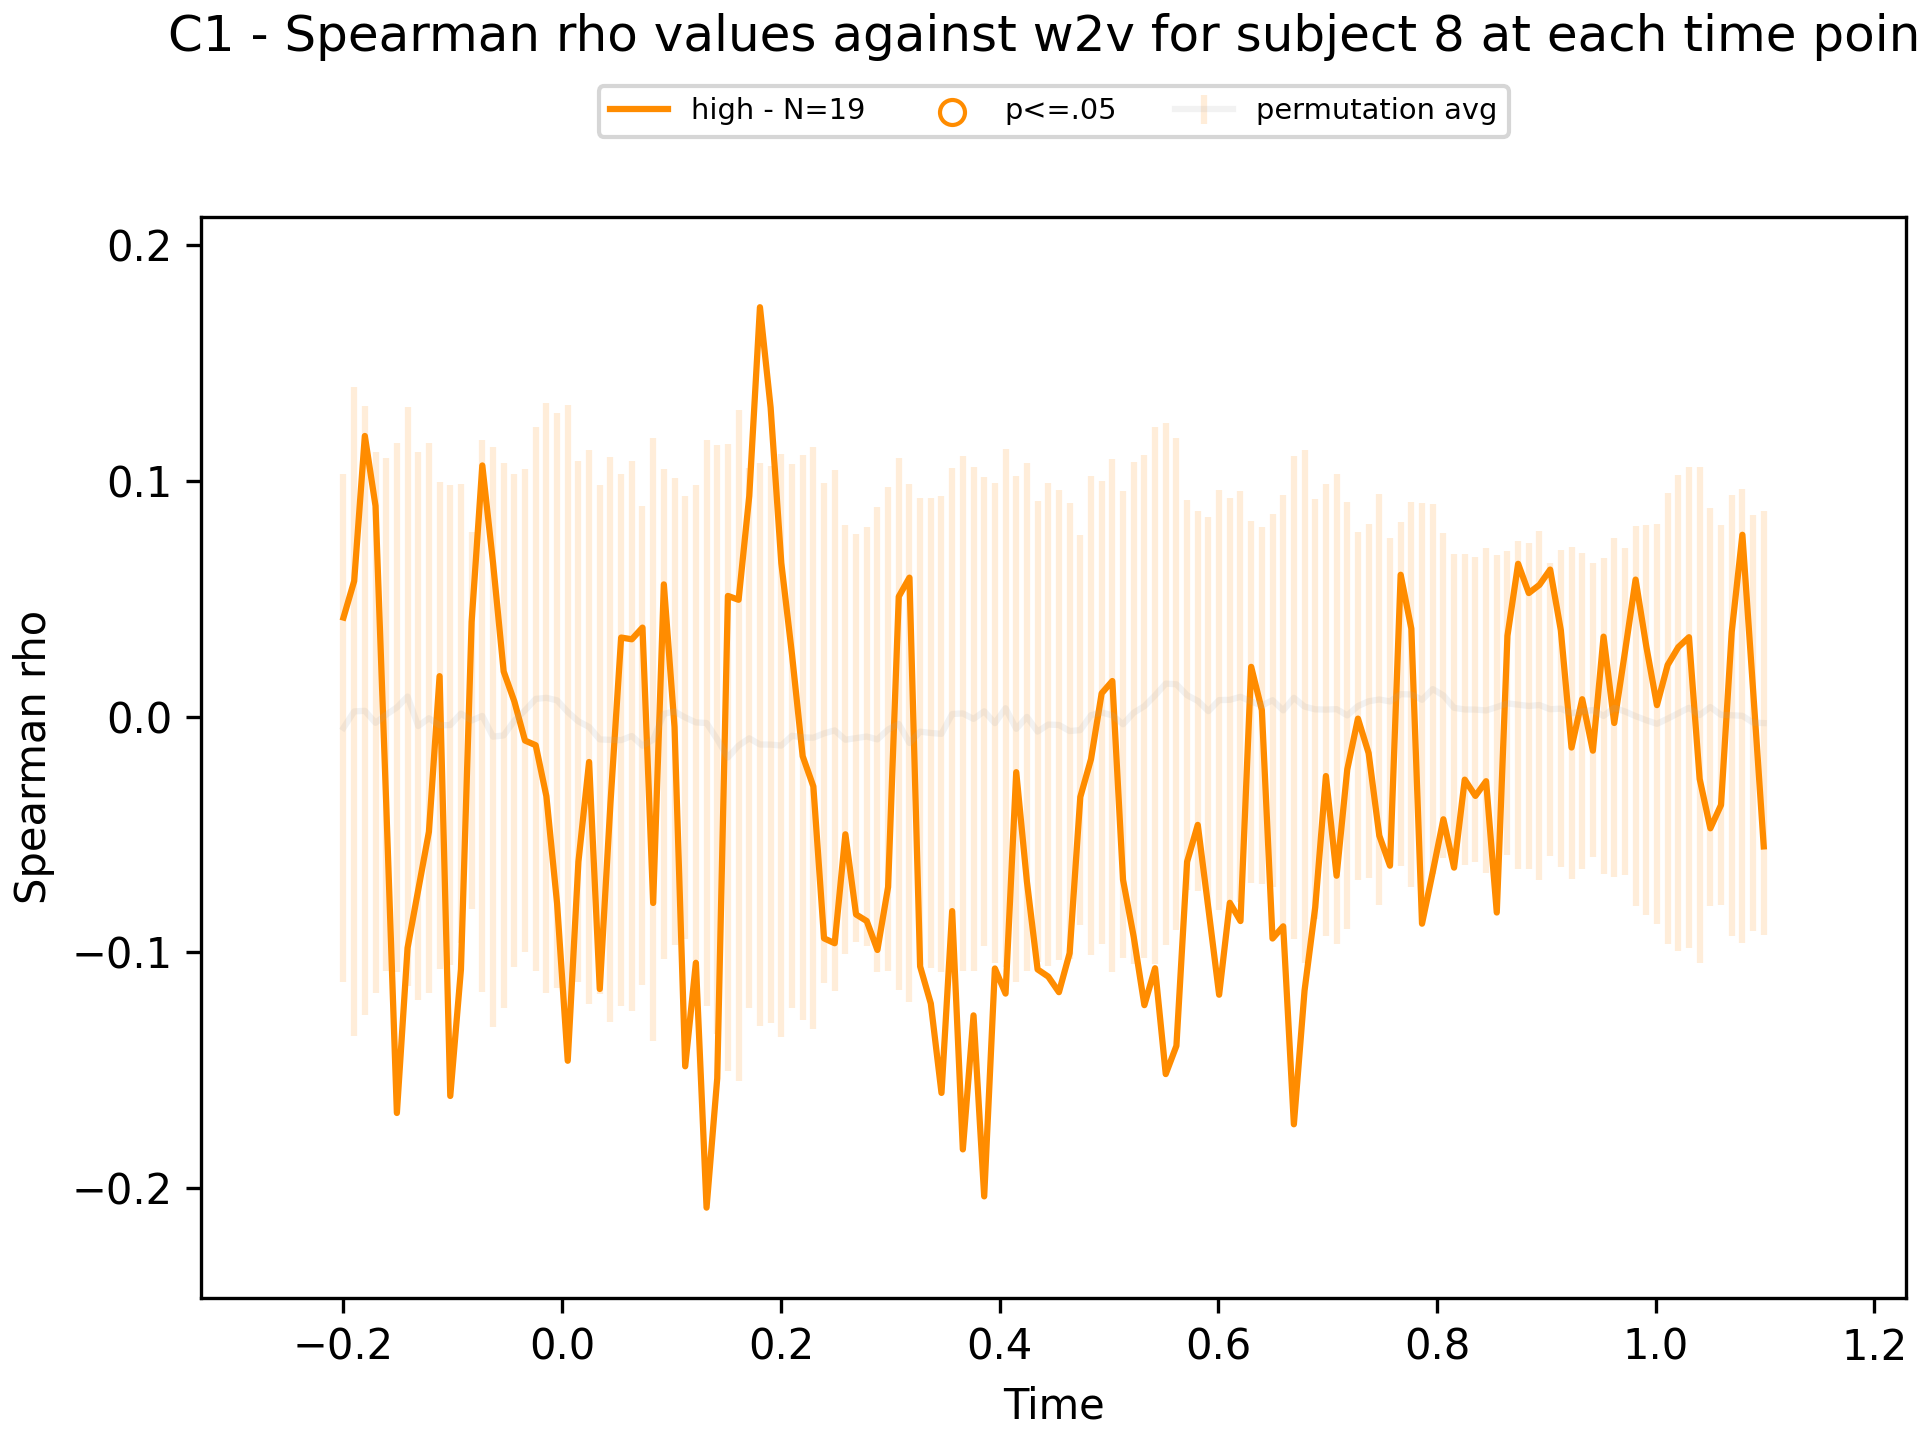 C1 - Spearman rho values against w2v for subject 8 at each time poin
high - N=19 p<=.05 permutation avg
0.2
0.1
0.0
−0.1
−0.2
Spearman rho
−0.2 0.0 0.2 0.4 0.6 0.8 1.0 1.2
Time